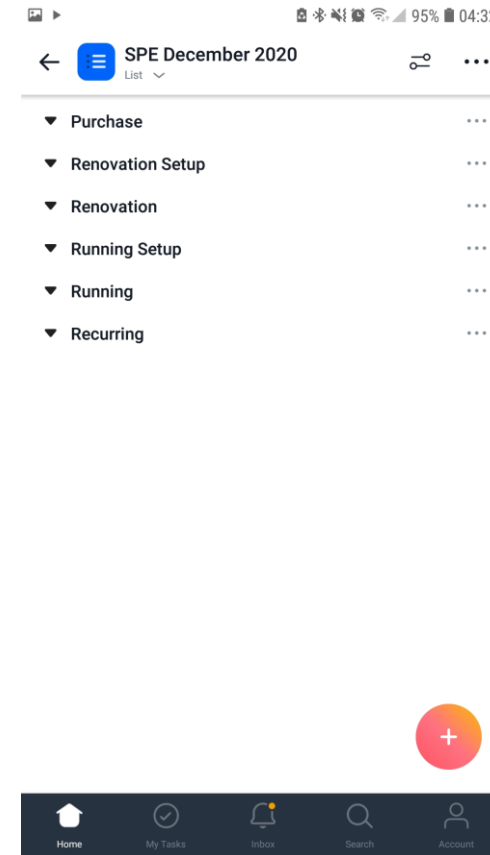 95% 04:3
SPE December 2020
List
Purchase
Renovation Setup
Renovation
Running Setup
Running
Recurring
Home My Tasks Inbox Search Account